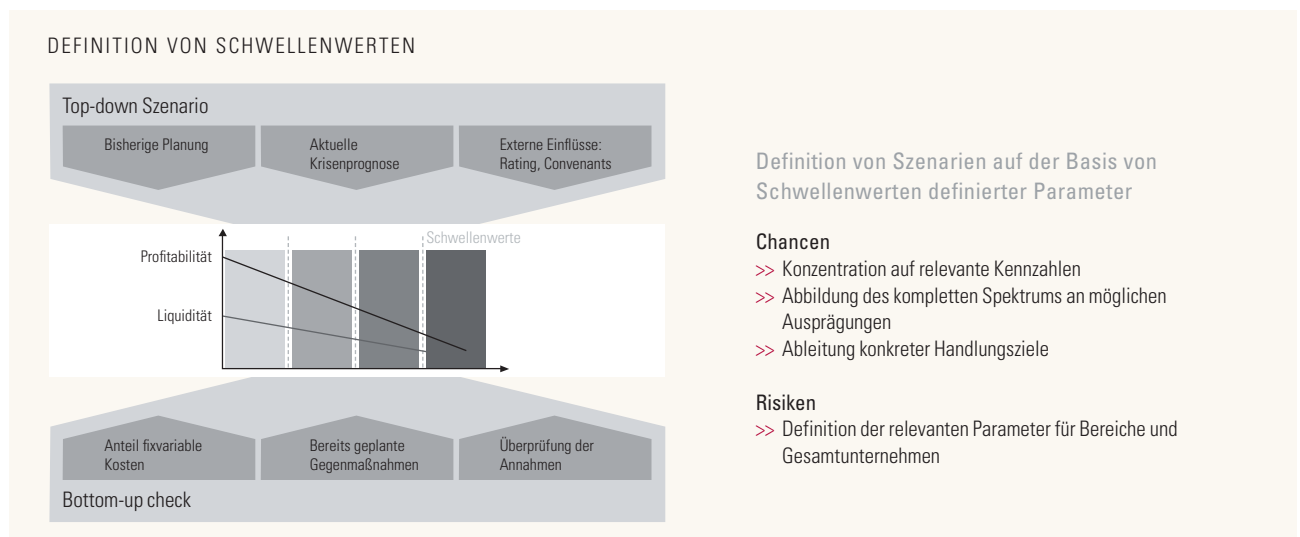 DEFINITION VON SCHWELLENWERTEN
Top-down Szenario
Bisherige Planung
Aktuelle
Krisenprognose
Externe Einflüsse:
Rating, Convenants
Schwellenwerte
Profitabilität
Liquidität
Anteil fixvariable
Kosten
Bereits geplante
Gegenmaßnahmen
Überprüfung der
Annahmen
Bottom-up check
Definition von Szenarien auf der Basis von
Schwellenwerten definierter Parameter
Chancen
>> Konzentration auf relevante Kennzahlen
>> Abbildung des kompletten Spektrums an möglichen
Ausprägungen
>> Ableitung konkreter Handlungsziele
Risiken
>> Definition der relevanten Parameter für Bereiche und
Gesamtunternehmen